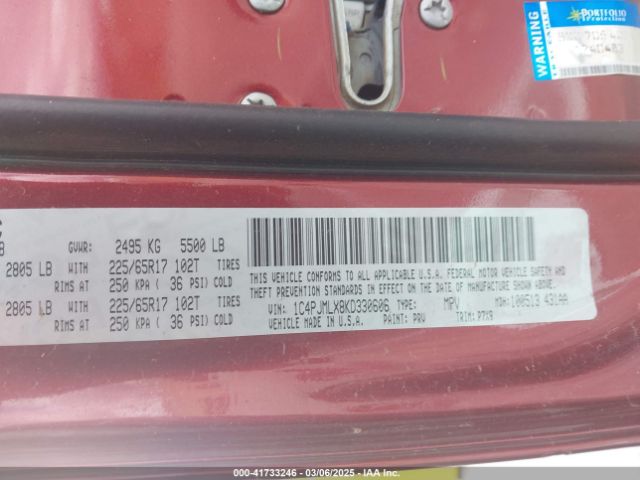 WARNING
PORTFOLIO
Protection
GVWR: 2495 KG 5500 LB
2805 LB WITH 225/65R17 102T TIRES
RIMS AT 250 KPA ( 36 PSI) COLD
2805 LB WITH 225/65R17 102T TIRES
RIMS AT 250 KPA ( 36 PSI) COLD
THIS VEHICLE CONFORMS TO ALL APPLICABLE U.S.A. FEDERAL MOTOR VEHICLE SAFETY AND
THEFT PREVENTION STANDARDS IN EFFECT ON THE DATE OF MANUFACTURE SHOWN ABOVE.
VIN: 1C4PJMLX8KD330606 TYPE: MPV MDH: 100513 431AA
VEHICLE MADE IN U.S.A. PAINT: PRV TRIM: P7X9
00-41733246 - 03/06/2025 - IAA Inc.